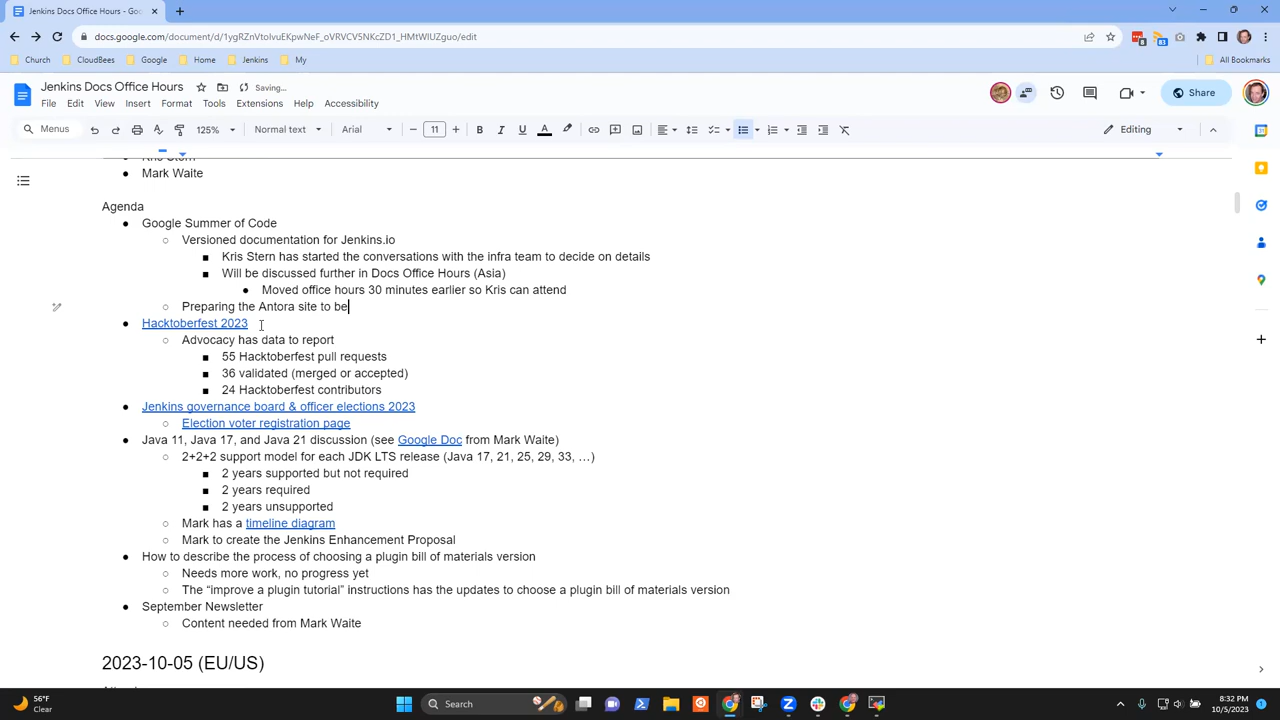 Jenkins Docs Office Hours - Go
docs.google.com/document/d/1ygRZnVtoIvuEKpwNeF_oVRVCV5NKcZD1_HMtWlUZguo/edit
Church CloudBees Google Home Jenkins My All Bookmarks
Jenkins Docs Office Hours Saving…
File Edit View Insert Format Tools Extensions Help Accessibility
Share
Menus 125% Normal text Arial 11 Editing
Kris Stern
Mark Waite
Agenda
Google Summer of Code
Versioned documentation for Jenkins.io
Kris Stern has started the conversations with the infra team to decide on details
Will be discussed further in Docs Office Hours (Asia)
Moved office hours 30 minutes earlier so Kris can attend
Preparing the Antora site to be
Hacktoberfest 2023
Advocacy has data to report
55 Hacktoberfest pull requests
36 validated (merged or accepted)
24 Hacktoberfest contributors
Jenkins governance board & officer elections 2023
Election voter registration page
Java 11, Java 17, and Java 21 discussion (see Google Doc from Mark Waite)
2+2+2 support model for each JDK LTS release (Java 17, 21, 25, 29, 33, …)
2 years supported but not required
2 years required
2 years unsupported
Mark has a timeline diagram
Mark to create the Jenkins Enhancement Proposal
How to describe the process of choosing a plugin bill of materials version
Needs more work, no progress yet
The “improve a plugin tutorial” instructions has the updates to choose a plugin bill of materials version
September Newsletter
Content needed from Mark Waite
2023-10-05 (EU/US)
56°F
Clear
Search
8:32 PM
10/5/2023